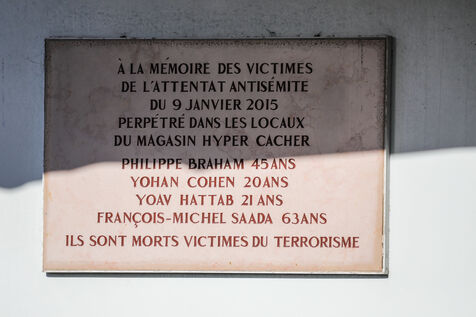 À LA MÉMOIRE DES VICTIMES
DE L'ATTENTAT ANTISÉMITE
DU 9 JANVIER 2015
PERPÉTRÉ DANS LES LOCAUX
DU MAGASIN HYPER CACHER
PHILIPPE BRAHAM 45 ANS
YOHAN COHEN 20 ANS
YOAV HATTAB 21 ANS
FRANÇOIS-MICHEL SAADA 63 ANS
ILS SONT MORTS VICTIMES DU TERRORISME